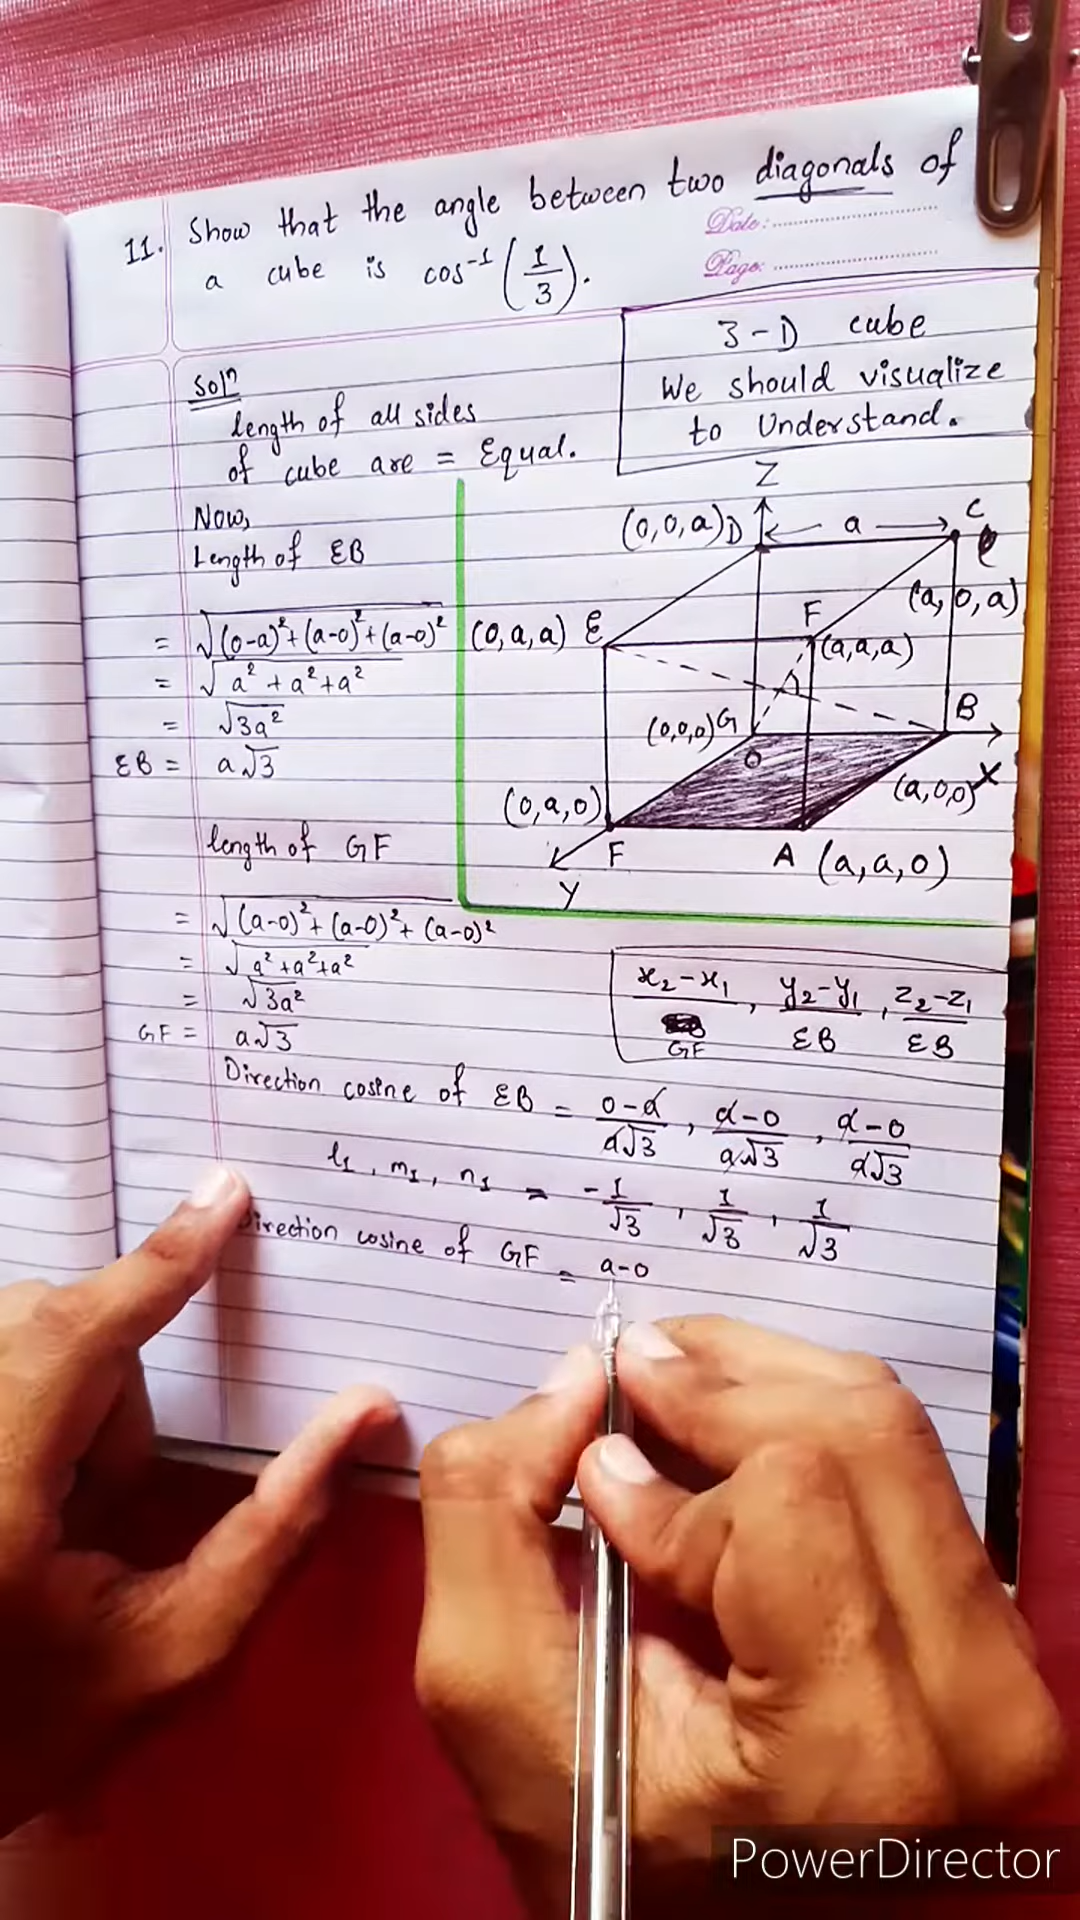 11. Show that the angle between two diagonals of
a cube is cos⁻¹(1/3).
Date:
Page:
3-D cube
We should visualize
to Understand.
Solⁿ
length of all sides
of cube are = Equal.
Now,
Length of EB
= √(0-a)²+(a-0)²+(a-0)²
= √a²+a²+a²
= √3a²
EB = a√3
length of GF
= √(a-0)²+(a-0)²+(a-0)²
= √a²+a²+a²
= √3a²
GF = a√3
Z
(0,0,a) D a C
(a,0,a)
(0,a,a) E F (a,a,a)
(0,0,0) G B
O
(a,0,0) X
(0,a,0)
F A (a,a,0)
Y
x₂-x₁/GF, y₂-y₁/EB, z₂-z₁/EB
Direction cosine of EB = 0-a/a√3, a-0/a√3, a-0/a√3
l₁, m₁, n₁ = -1/√3, 1/√3, 1/√3
irection cosine of GF = a-0
PowerDirector